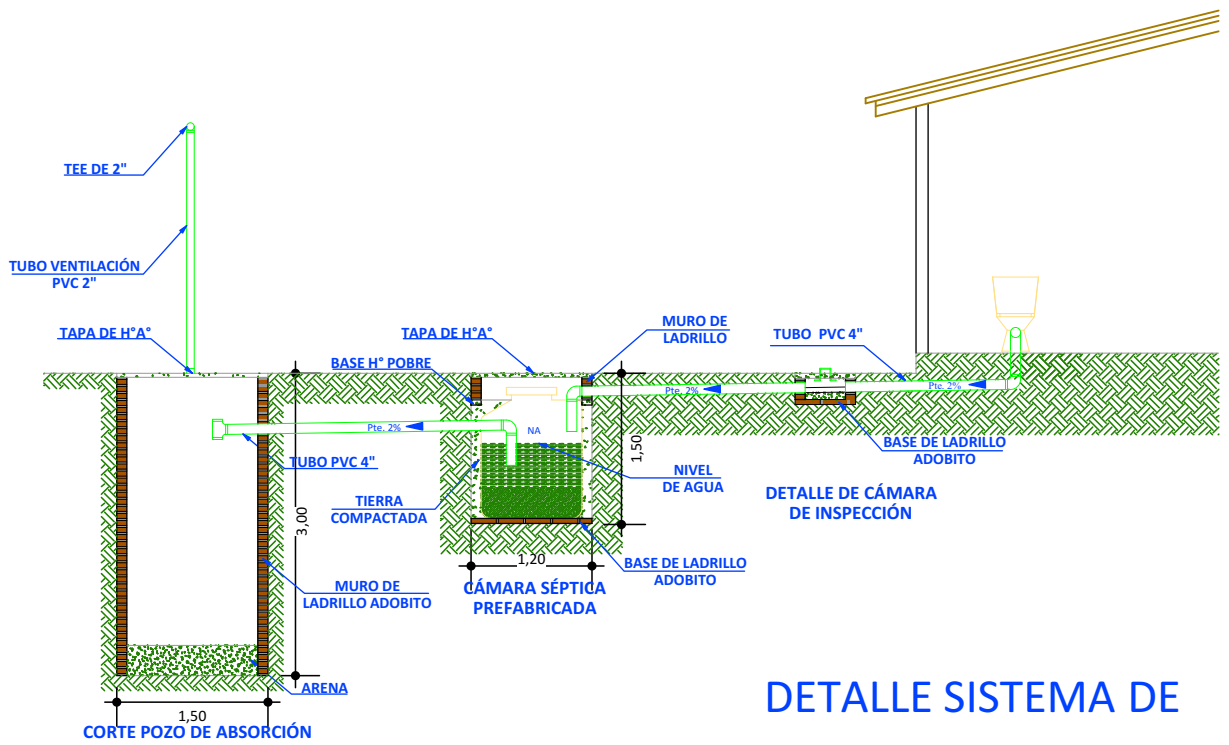 TEE DE 2"
TUBO VENTILACIÓN
PVC 2"
TAPA DE H°A°
TAPA DE H°A°
BASE H° POBRE
MURO DE
LADRILLO
TUBO PVC 4"
Pte. 2%
Pte. 2%
Pte. 2%
NA
TUBO PVC 4"
TIERRA
COMPACTADA
NIVEL
DE AGUA
BASE DE LADRILLO
ADOBITO
1,50
DETALLE DE CÁMARA
DE INSPECCIÓN
3,00
1,20
BASE DE LADRILLO
ADOBITO
CÁMARA SÉPTICA
PREFABRICADA
MURO DE
LADRILLO ADOBITO
ARENA
1,50
CORTE POZO DE ABSORCIÓN
DETALLE SISTEMA DE